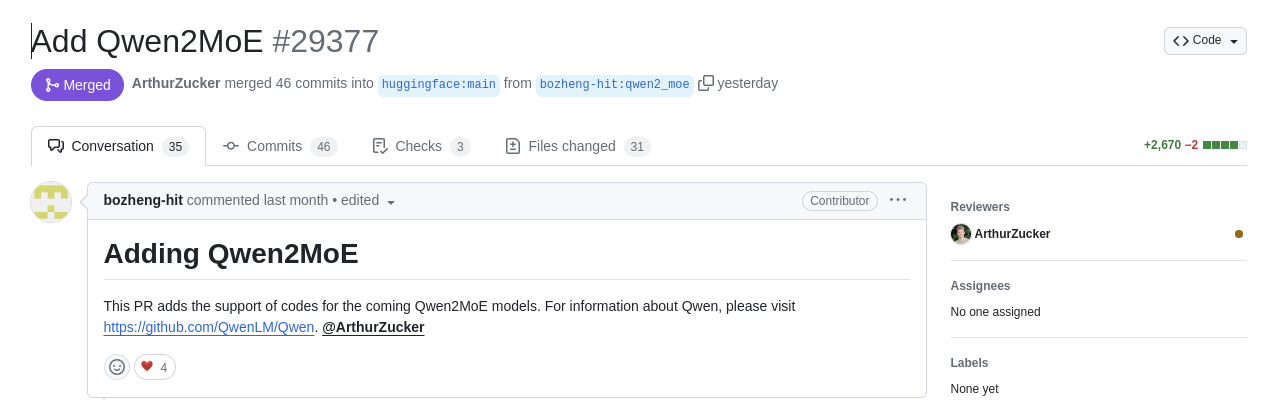 Add Qwen2MoE #29377
Code
Merged ArthurZucker merged 46 commits into huggingface:main from bozheng-hit:qwen2_moe yesterday
Conversation 35 Commits 46 Checks 3 Files changed 31 +2,670 −2
bozheng-hit commented last month • edited Contributor
Adding Qwen2MoE
This PR adds the support of codes for the coming Qwen2MoE models. For information about Qwen, please visit
https://github.com/QwenLM/Qwen. @ArthurZucker
4
Reviewers
ArthurZucker
Assignees
No one assigned
Labels
None yet